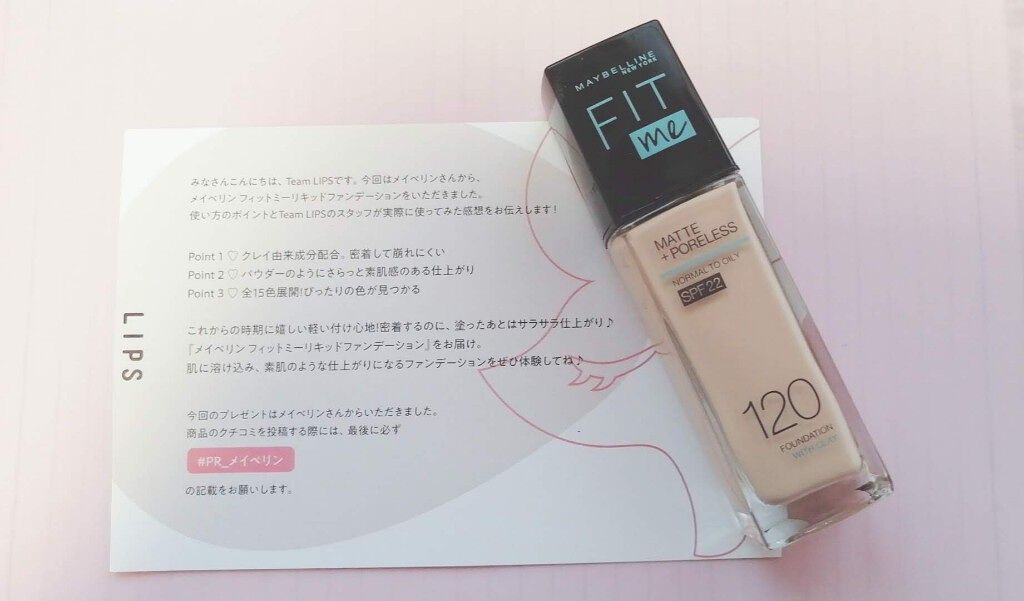 みなさんこんにちは、Team LIPSです。今回はメイベリンさんから、
メイベリン フィットミーリキッドファンデーションをいただきました。
使い方のポイントとTeam LIPSのスタッフが実際に使ってみた感想をお伝えします!
Point 1 ♡ クレイ由来成分配合。密着して崩れにくい
Point 2 ♡ パウダーのようにさらっと素肌感のある仕上がり
Point 3 ♡ 全15色展開!ぴったりの色が見つかる
これからの時期に嬉しい軽い付け心地!密着するのに、塗ったあとはサラサラ仕上がり♪
『メイベリン フィットミーリキッドファンデーション』をお届け。
肌に溶け込み、素肌のような仕上がりになるファンデーションをぜひ体験してね♪
今回のプレゼントはメイベリンさんからいただきました。
商品のクチコミを投稿する際には、最後に必ず
#PR_メイベリン
の記載をお願いします。
LIPS
MAYBELLINE
NEW YORK
FIT
me
MATTE
+ PORELESS
NORMAL TO OILY
SPF 22
120
FOUNDATION
WITH CLAY